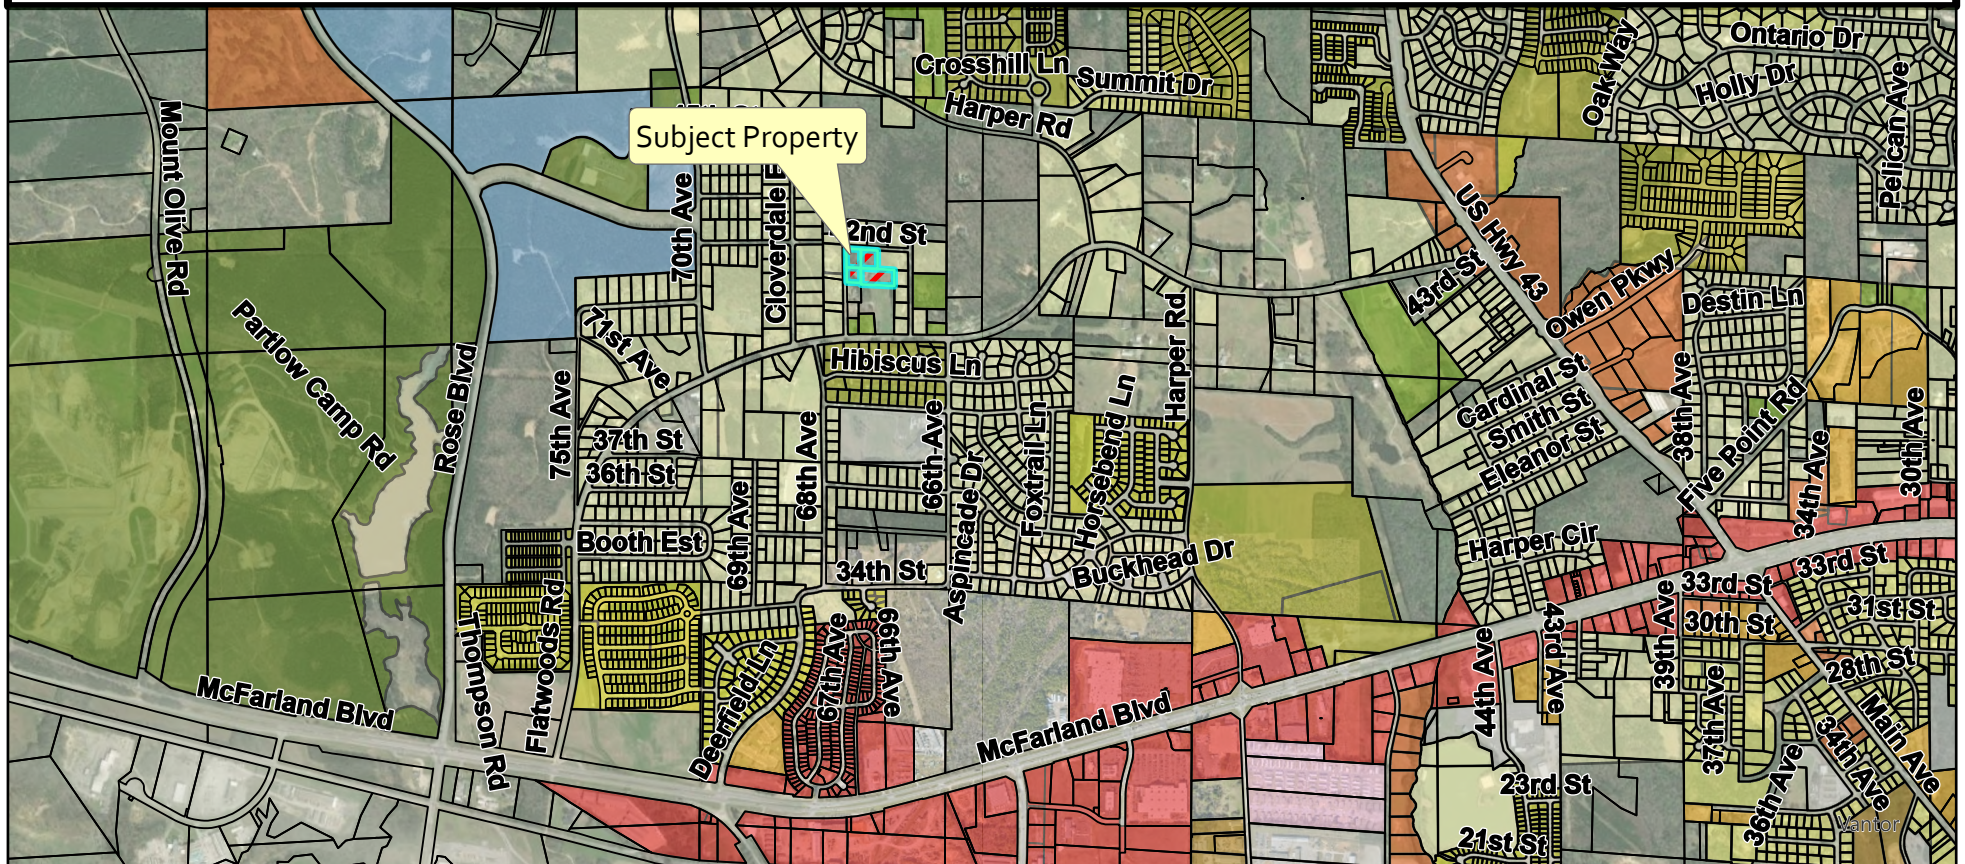 Ontario Dr
Oak Way
Crosshill Ln
Summit Dr
Holly Dr
Pelican Ave
Harper Rd
Mount Olive Rd
Subject Property
70th Ave
2nd St
US Hwy 43
43rd St
Owen Pkwy
Destin Ln
Harper Rd
Partlow Camp Rd
71st Ave
Hibiscus Ln
Rose Blvd
75th Ave
Cardinal St
Smith St
Eleanor St
38th Ave
Five Point Rd
30th Ave
34th Ave
37th St
36th St
68th Ave
66th Ave
Aspincade Dr
Foxtrail Ln
Horsebend Ln
69th Ave
Booth Est
34th St
Buckhead Dr
Harper Cir
33rd St
33rd St
31st St
30th St
39th Ave
43rd Ave
44th Ave
28th St
Main Ave
37th Ave
34th Ave
36th Ave
Thompson Rd
Flatwoods Rd
Deerfield Ln
67th Ave
66th Ave
McFarland Blvd
McFarland Blvd
23rd St
21st St
Vantor